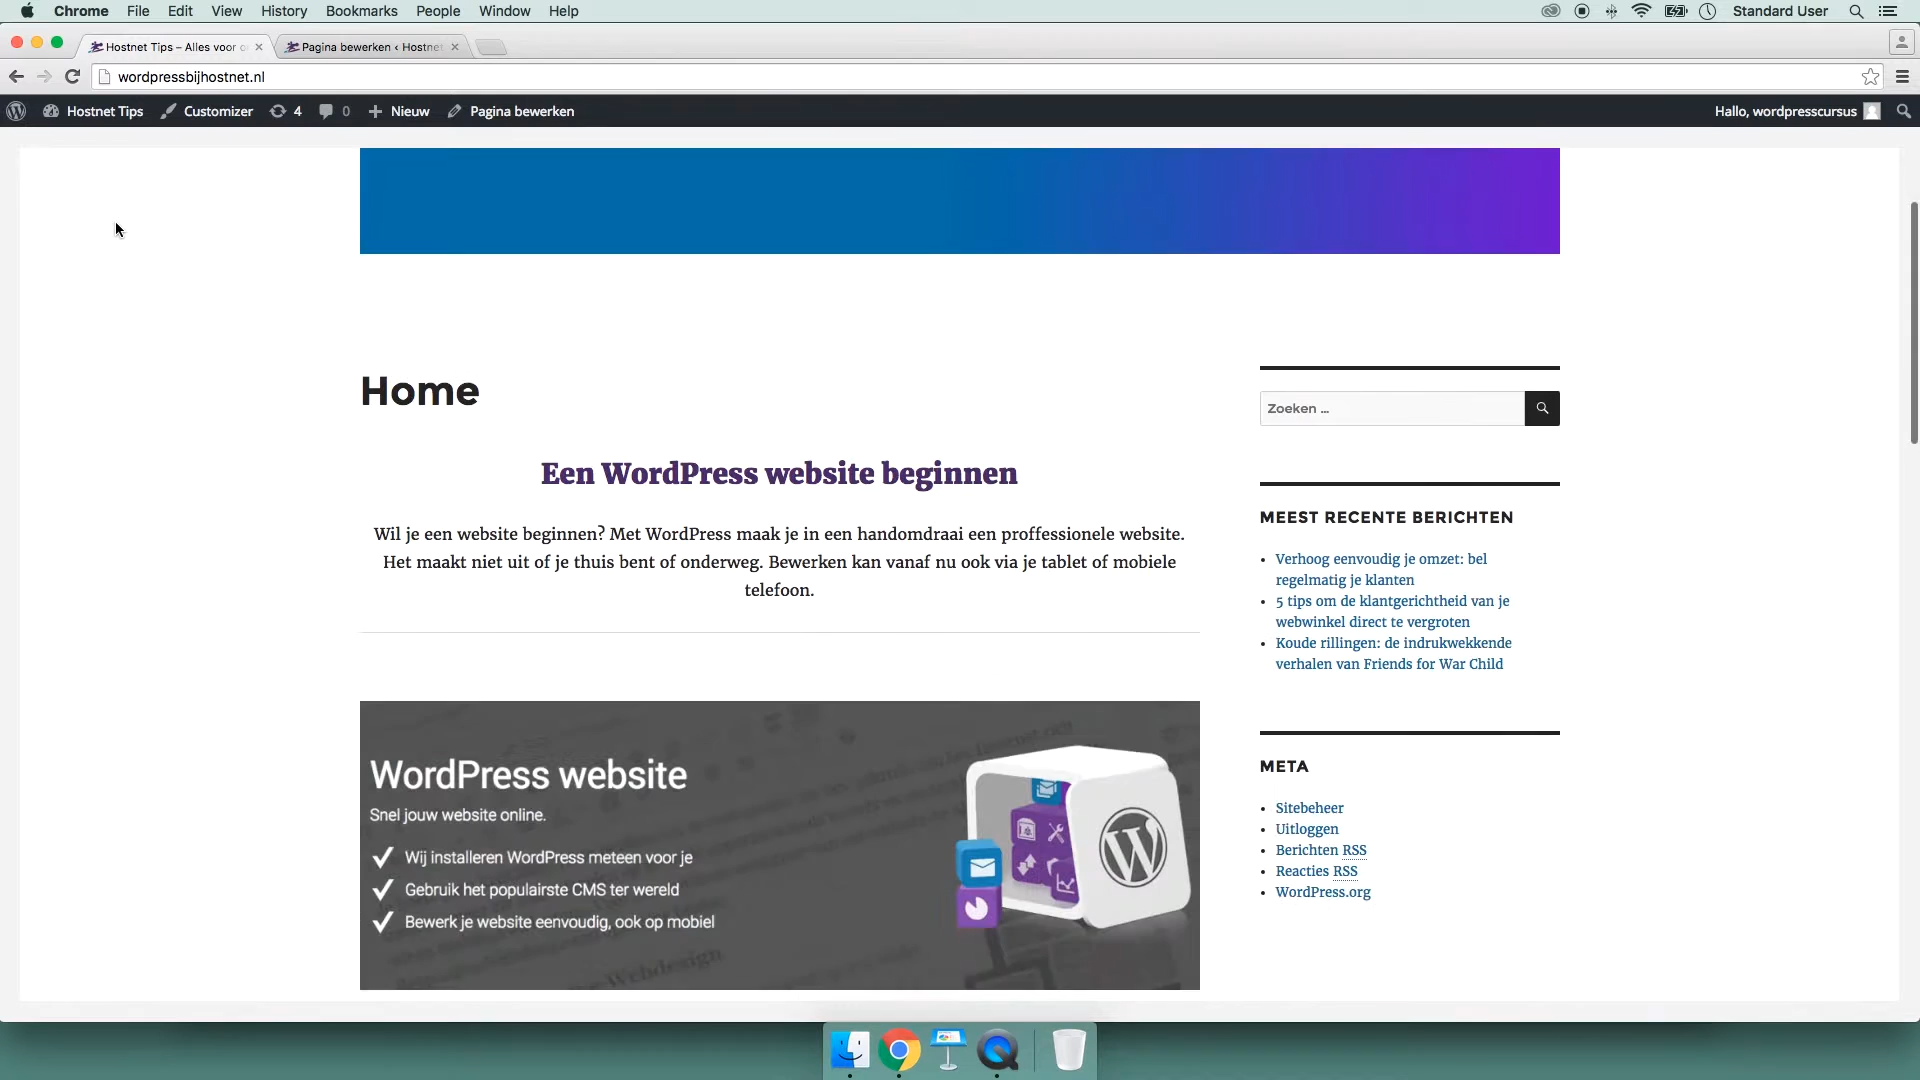 Chrome File Edit View History Bookmarks People Window Help Standard User
Hostnet Tips – Alles voor o Pagina bewerken ‹ Hostnet
wordpressbijhostnet.nl
Hostnet Tips Customizer 4 0 Nieuw Pagina bewerken Hallo, wordpresscursus
Home
Een WordPress website beginnen
Wil je een website beginnen? Met WordPress maak je in een handomdraai een proffessionele website.
Het maakt niet uit of je thuis bent of onderweg. Bewerken kan vanaf nu ook via je tablet of mobiele
telefoon.
WordPress website
Snel jouw website online.
Wij installeren WordPress meteen voor je
Gebruik het populairste CMS ter wereld
Bewerk je website eenvoudig, ook op mobiel
Webdesign
Zoeken ...
MEEST RECENTE BERICHTEN
Verhoog eenvoudig je omzet: bel
regelmatig je klanten
5 tips om de klantgerichtheid van je
webwinkel direct te vergroten
Koude rillingen: de indrukwekkende
verhalen van Friends for War Child
META
Sitebeheer
Uitloggen
Berichten RSS
Reacties RSS
WordPress.org